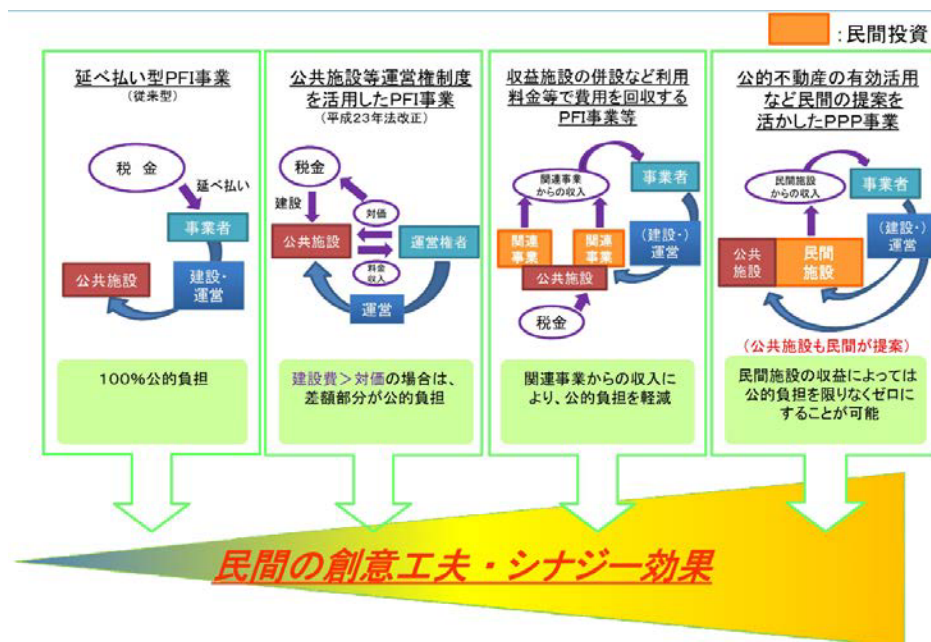 ：民間投資
延べ払い型PFI事業
(従来型)
税 金
延べ払い
事業者
公共施設
建設・
運営
100％公的負担
公共施設等運営権制度
を活用したPFI事業
(平成23年法改正)
税金
建設
対価
公共施設
運営権者
料金
収入
運営
建設費＞対価の場合は、
差額部分が公的負担
収益施設の併設など利用
料金等で費用を回収する
PFI事業等
関連事業
からの収入
事業者
関連
事業
関連
事業
(建設・)
運営
公共施設
税金
関連事業からの収入に
より、公的負担を軽減
公的不動産の有効活用
など民間の提案を
活かしたPPP事業
民間施設
からの収入
事業者
(建設・)
運営
公共
施設
民間
施設
(公共施設も民間が提案)
民間施設の収益によっては
公的負担を限りなくゼロに
することが可能
民間の創意工夫・シナジー効果